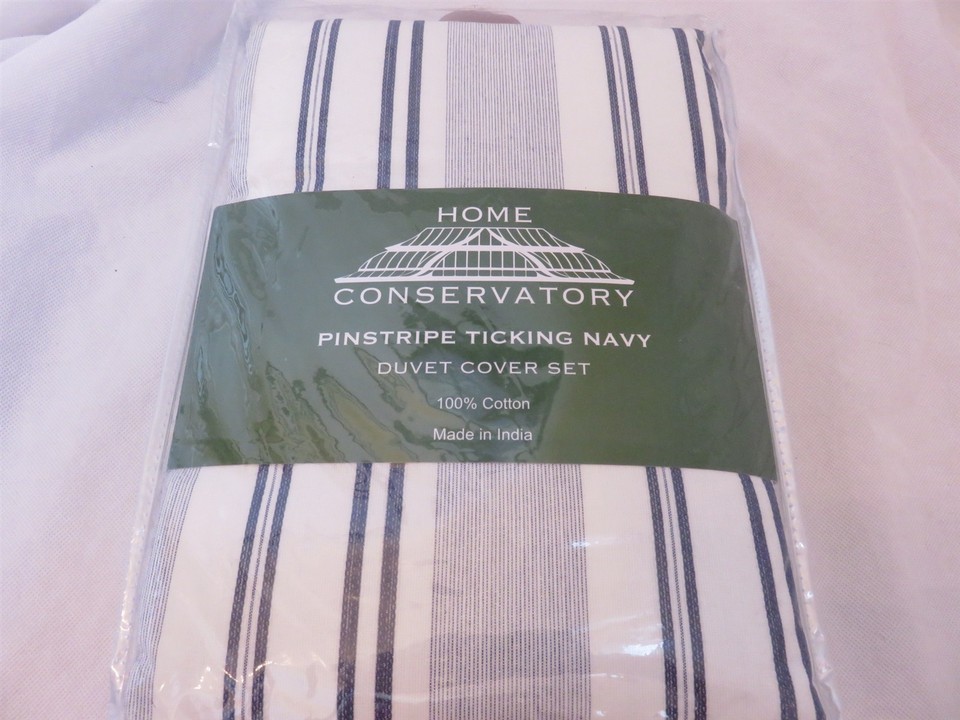 HOME
CONSERVATORY
PINSTRIPE TICKING NAVY
DUVET COVER SET
100% Cotton
Made in India